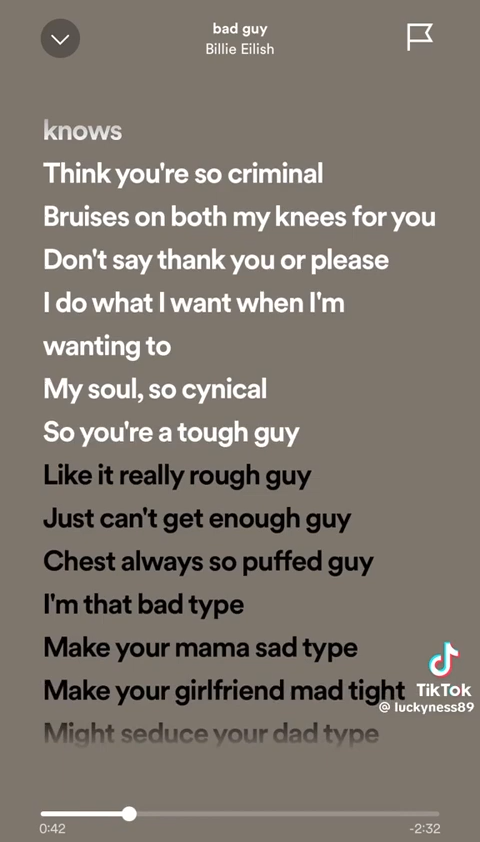 bad guy
Billie Eilish
knows
Think you're so criminal
Bruises on both my knees for you
Don't say thank you or please
I do what I want when I'm
wanting to
My soul, so cynical
So you're a tough guy
Like it really rough guy
Just can't get enough guy
Chest always so puffed guy
I'm that bad type
Make your mama sad type
Make your girlfriend mad tight
Might seduce your dad type
TikTok
@ luckyness89
0:42
-2:32